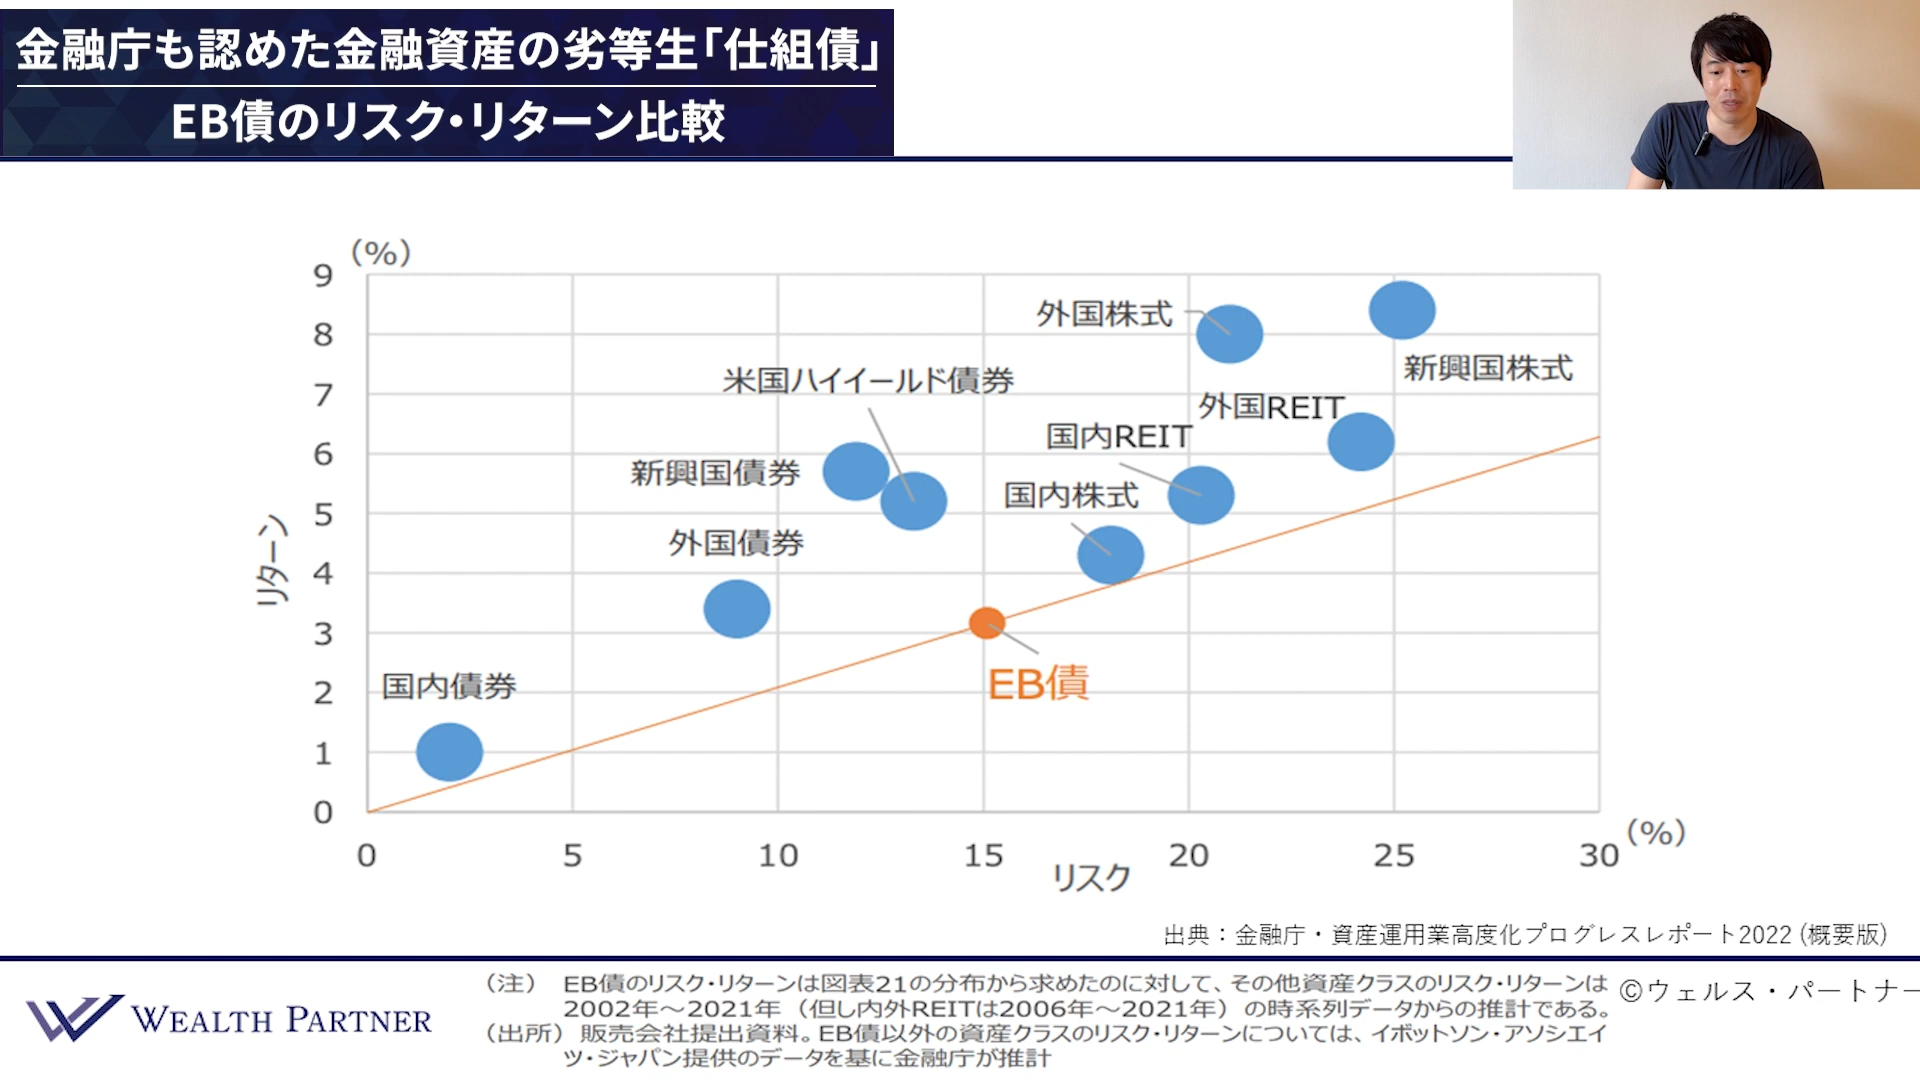 金融庁も認めた金融資産の劣等生「仕組債」
EB債のリスク・リターン比較
(%)
9
8
7
6
5
4
3
2
1
0
リターン
外国株式
新興国株式
米国ハイイールド債券
外国REIT
国内REIT
新興国債券
国内株式
外国債券
EB債
国内債券
0 5 10 15 20 25 30
(%)
リスク
出典：金融庁・資産運用業高度化プログレスレポート2022 (概要版)
WEALTH PARTNER
（注） EB債のリスク・リターンは図表21の分布から求めたのに対して、その他資産クラスのリスク・リターンは
2002年～2021年（但し内外REITは2006年～2021年）の時系列データからの推計である。
（出所）販売会社提出資料。EB債以外の資産クラスのリスク・リターンについては、イボットソン・アソシエイ
ツ・ジャパン提供のデータを基に金融庁が推計
©ウェルス・パートナー